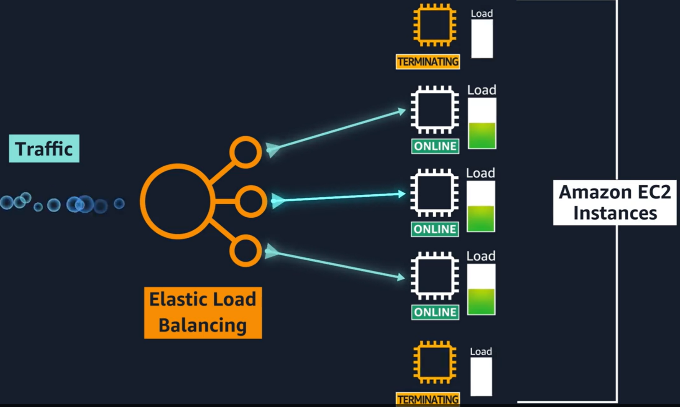 Load
TERMINATING
Load
ONLINE
Traffic
Load
ONLINE
Amazon EC2
Instances
Load
ONLINE
Elastic Load
Balancing
Load
TERMINATING